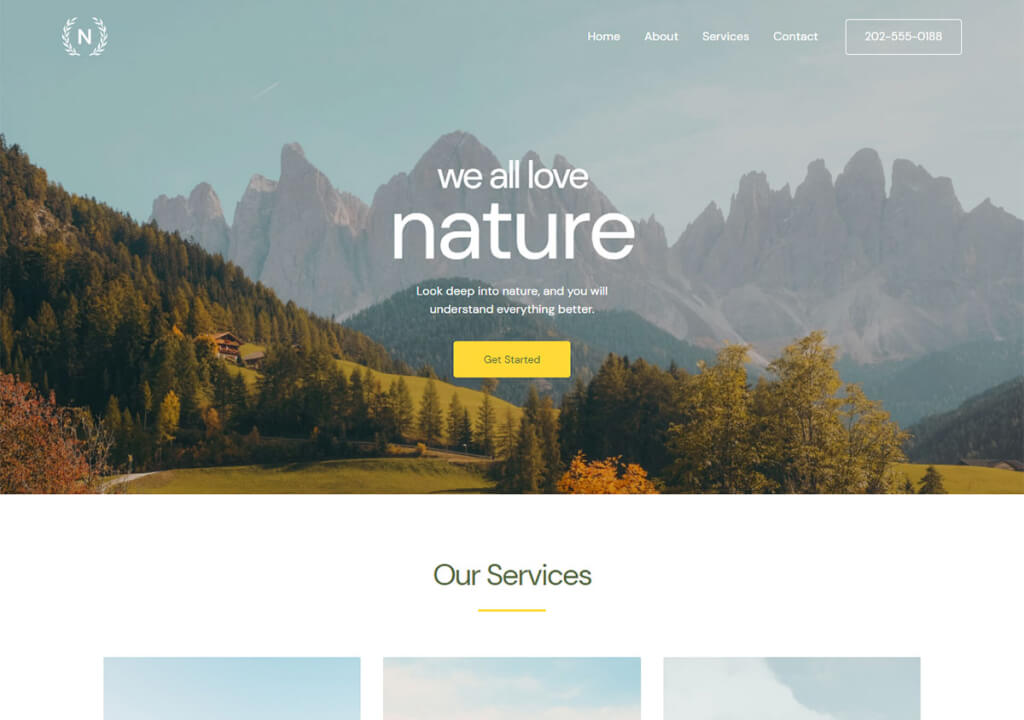 N
Home
About
Services
Contact
202-555-0188
we all love
nature
Look deep into nature, and you will
understand everything better.
Get Started
Our Services